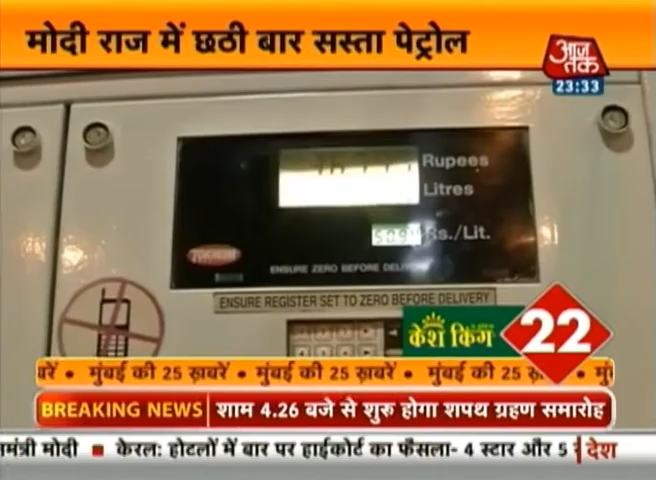 मोदी राज में छठी बार सस्ता पेट्रोल
आज तक
23:33
Rupees
Litres
Rs./Lit.
ENSURE ZERO BEFORE
ENSURE REGISTER SET TO ZERO BEFORE DELIVERY
केश किंग
22
मुंबई की 25 ख़बरें • मुंबई की 25 ख़बरें • मुंबई की 25
BREAKING NEWS शाम 4.26 बजे से शुरू होगा शपथ ग्रहण समारोह
मोदी ■ केरल: होटलों में बार पर हाईकोर्ट का फैसला- 4 स्टार और 5 देश